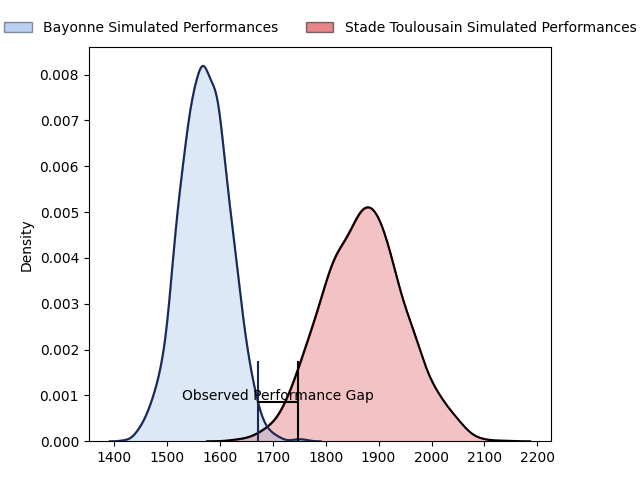 Bayonne Simulated Performances Stade Toulousain Simulated Performances
0.008
0.007
0.006
0.005
0.004
0.003
0.002
0.001
0.000
Density
Observed Performance Gap
1400 1500 1600 1700 1800 1900 2000 2100 2200